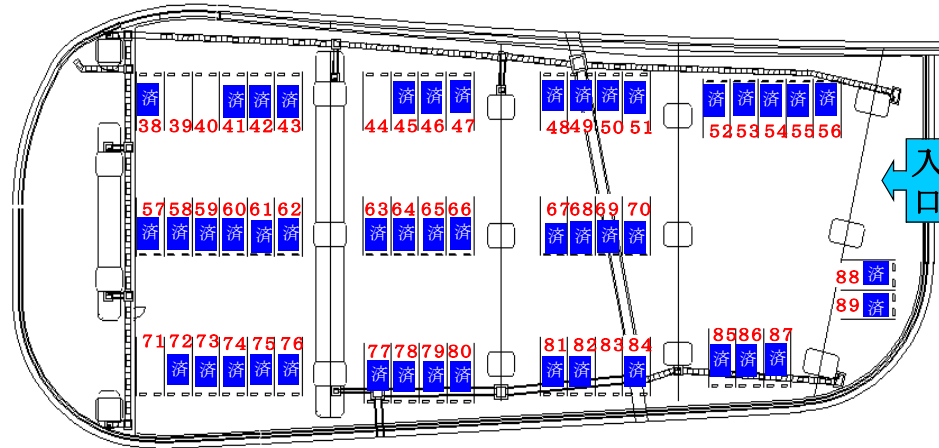 済 済 済 済 済 済 済 済 済 済 済 済 済 済 済 済
38 39 40 41 42 43 44 45 46 47 48 49 50 51 52 53 54 55 56
入口
57 58 59 60 61 62 63 64 65 66 67 68 69 70
済 済 済 済 済 済 済 済 済 済 済 済 済 済
88 済
89 済
71 72 73 74 75 76 77 78 79 80 81 82 83 84 85 86 87
済 済 済 済 済 済 済 済 済 済 済 済 済 済 済